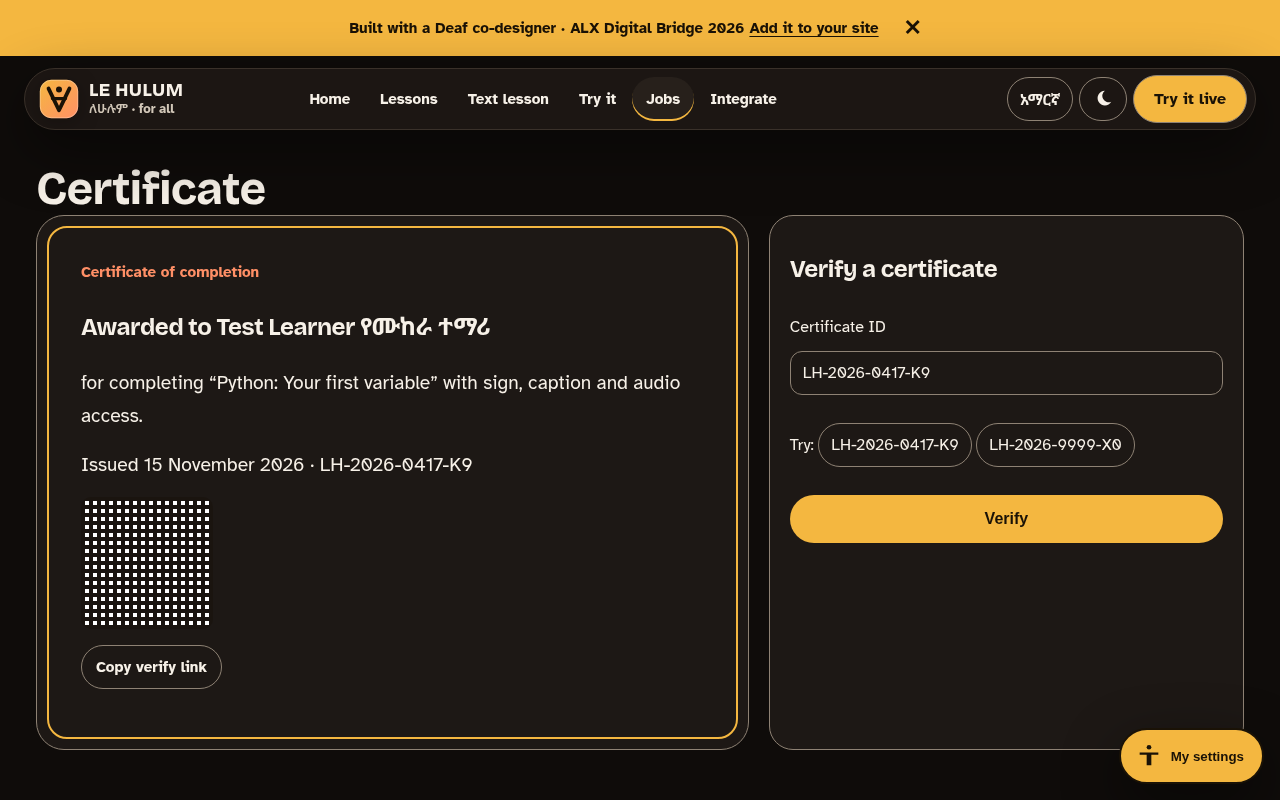 Built with a Deaf co-designer · ALX Digital Bridge 2026 Add it to your site ✕
LE HULUM
ለሁሉም · for all
Home
Lessons
Text lesson
Try it
Jobs
Integrate
አማርኛ
Try it live
Certificate
Certificate of completion
Awarded to Test Learner የሙከራ ተማሪ
for completing “Python: Your first variable” with sign, caption and audio
access.
Issued 15 November 2026 · LH-2026-0417-K9
Copy verify link
Verify a certificate
Certificate ID
LH-2026-0417-K9
Try: LH-2026-0417-K9 LH-2026-9999-X0
Verify
My settings